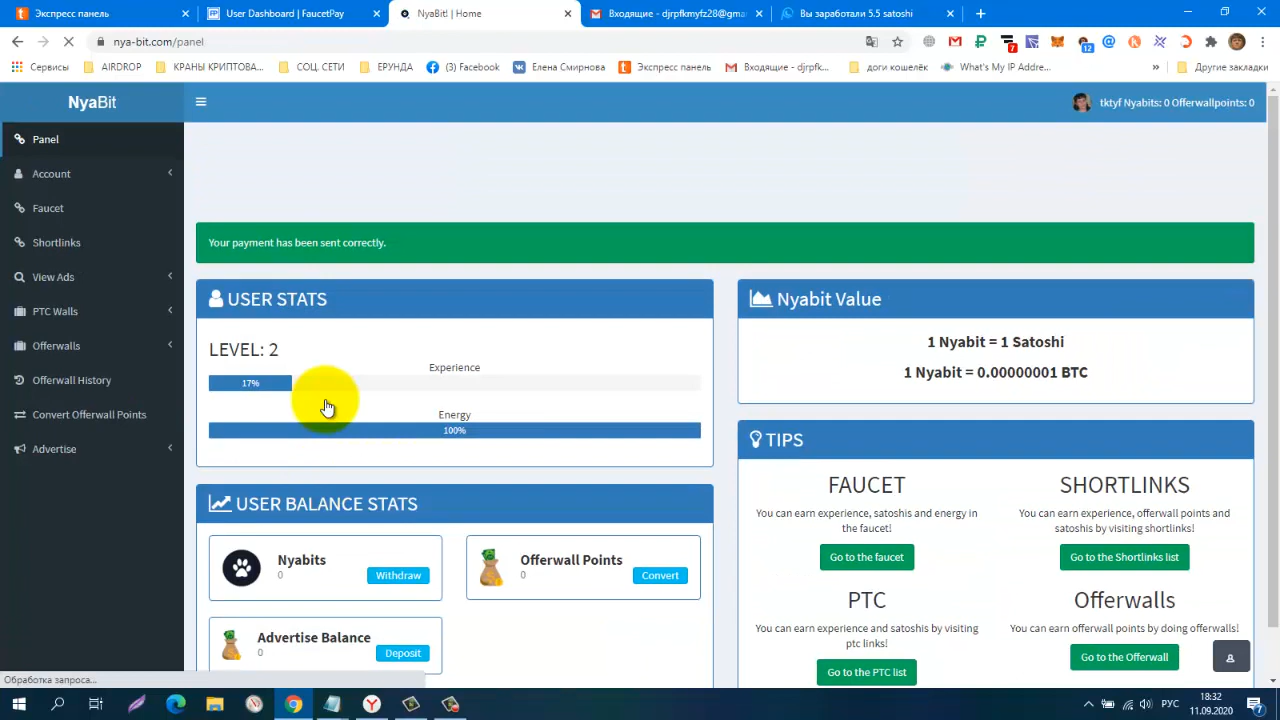 Экспресс панель
User Dashboard | FaucetPay
NyaBit! | Home
Входящие - djrpfkmyfz28@gma
Вы заработали 5.5 satoshi
nya-bit.com/panel
7
12
Сервисы
AIRDROP
КРАНЫ КРИПТОВА...
СОЦ. СЕТИ
ЕРУНДА
(3) Facebook
Елена Смирнова
Экспресс панель
Входящие - djrpfk...
доги кошелёк
What's My IP Addre...
»
Другие закладки
NyaBit
tktyf Nyabits: 0 Offerwallpoints: 0
Panel
Account
Faucet
Shortlinks
View Ads
PTC Walls
Offerwalls
Offerwall History
Convert Offerwall Points
Advertise
Your payment has been sent correctly.
USER STATS
LEVEL: 2
Experience
17%
Energy
100%
USER BALANCE STATS
Nyabits
0
Withdraw
Offerwall Points
0
Convert
Advertise Balance
0
Deposit
Nyabit Value
1 Nyabit = 1 Satoshi
1 Nyabit = 0.00000001 BTC
TIPS
FAUCET
You can earn experience, satoshis and energy in
the faucet!
Go to the faucet
SHORTLINKS
You can earn experience, offerwall points and
satoshis by visiting shortlinks!
Go to the Shortlinks list
PTC
You can earn experience and satoshis by visiting
ptc links!
Go to the PTC list
Offerwalls
You can earn offerwall points by doing offerwalls!
Go to the Offerwall
Обработка запроса...
РУС
18:32
11.09.2020
7